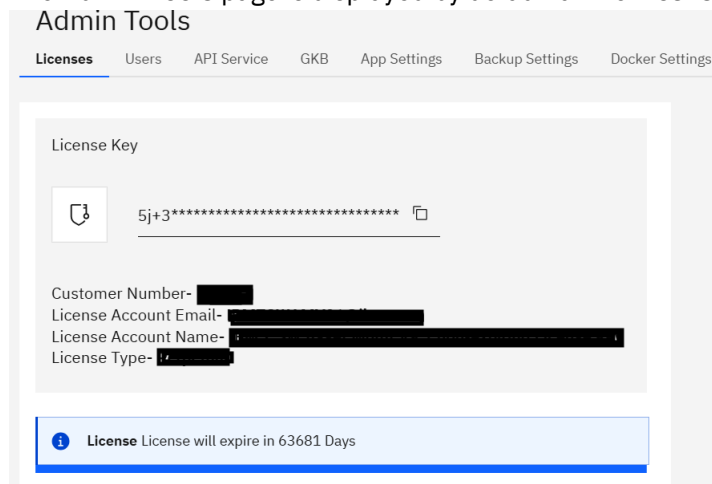 Admin Tools
Licenses Users API Service GKB App Settings Backup Settings Docker Settings
License Key
5j+3*******************************
Customer Number-
License Account Email-
License Account Name-
License Type-
License License will expire in 63681 Days